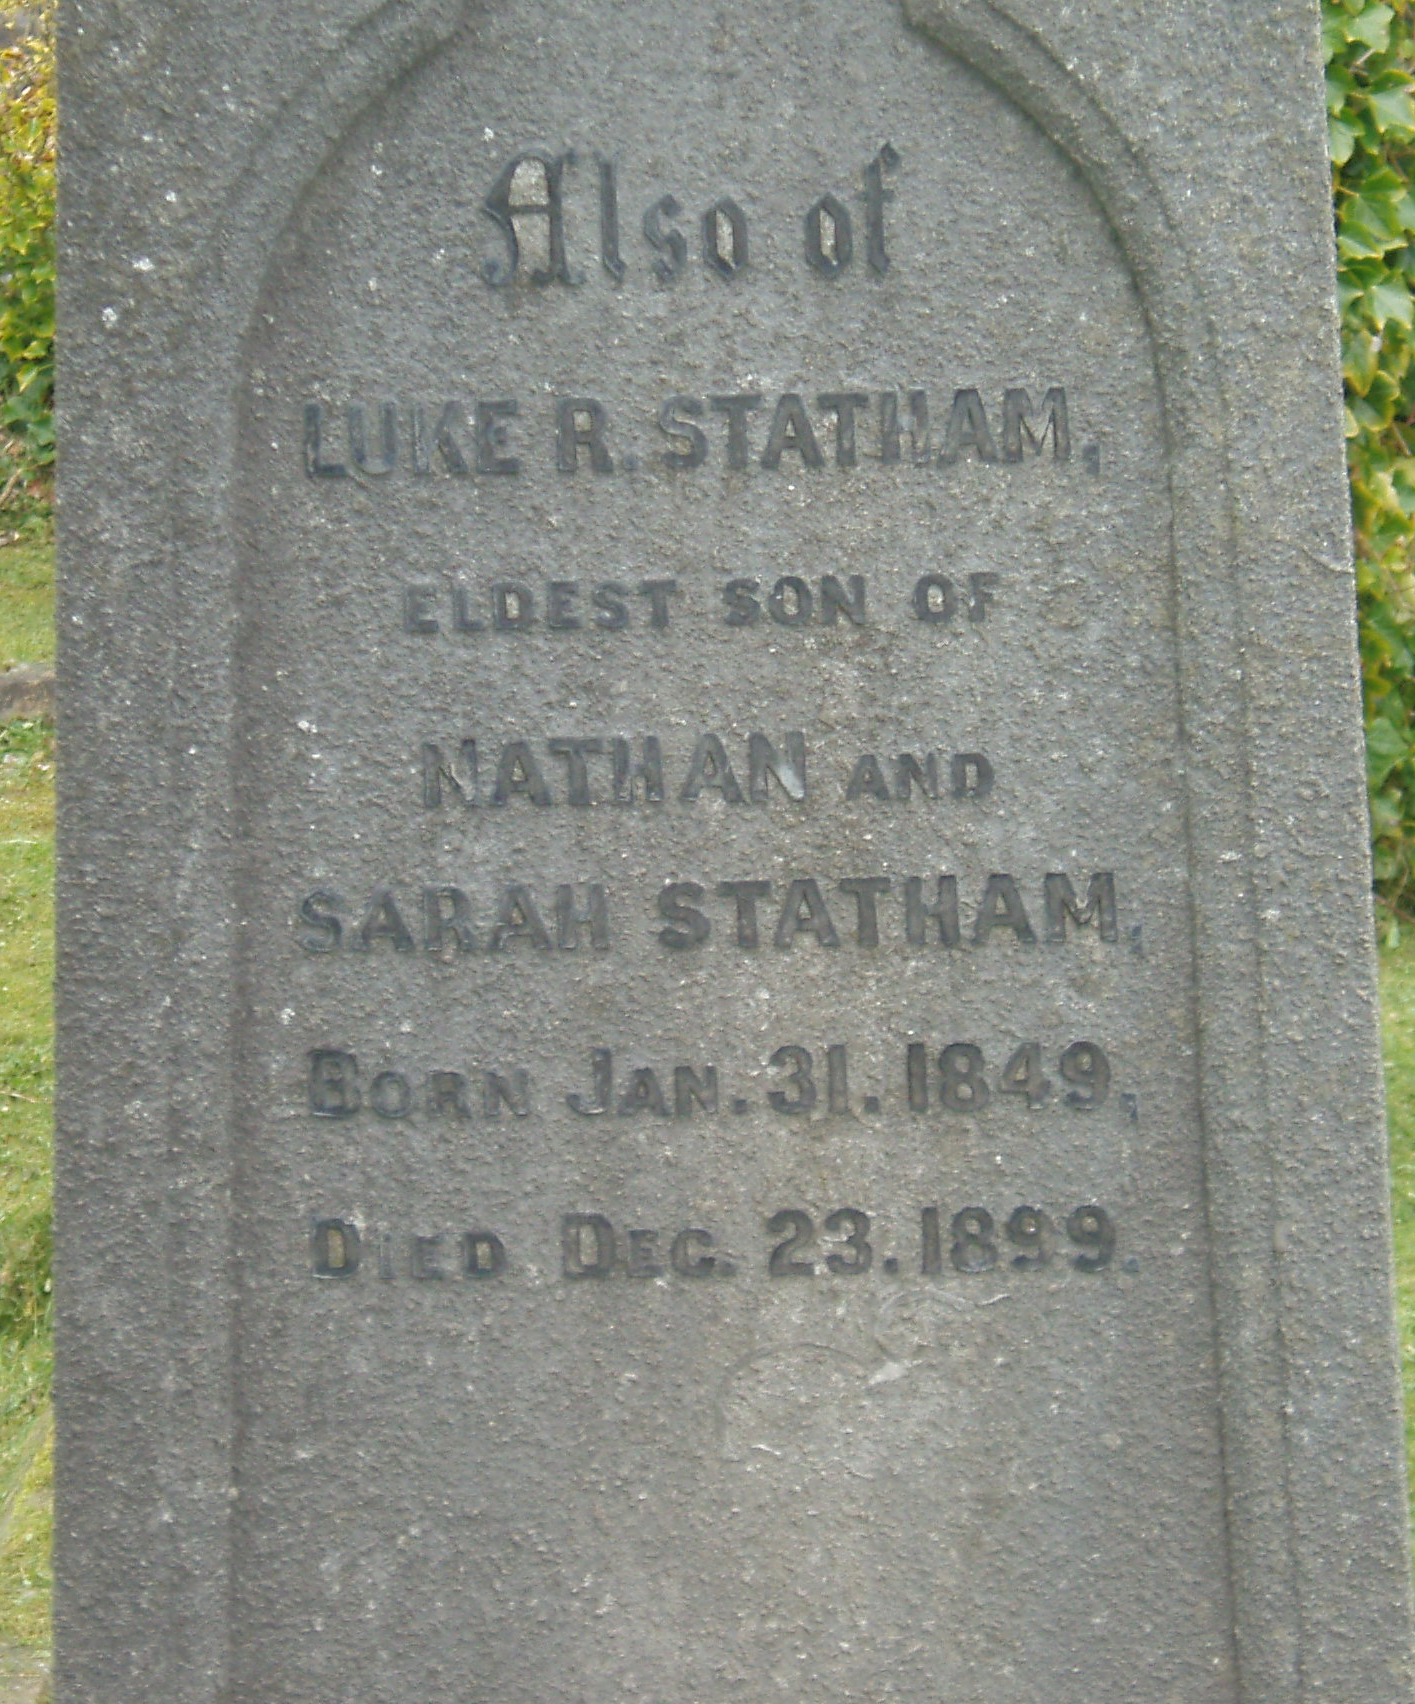 Also of
LUKE R. STATHAM,
ELDEST SON OF
NATHAN AND
SARAH STATHAM,
BORN JAN. 31. 1849,
DIED DEC. 23. 1899.